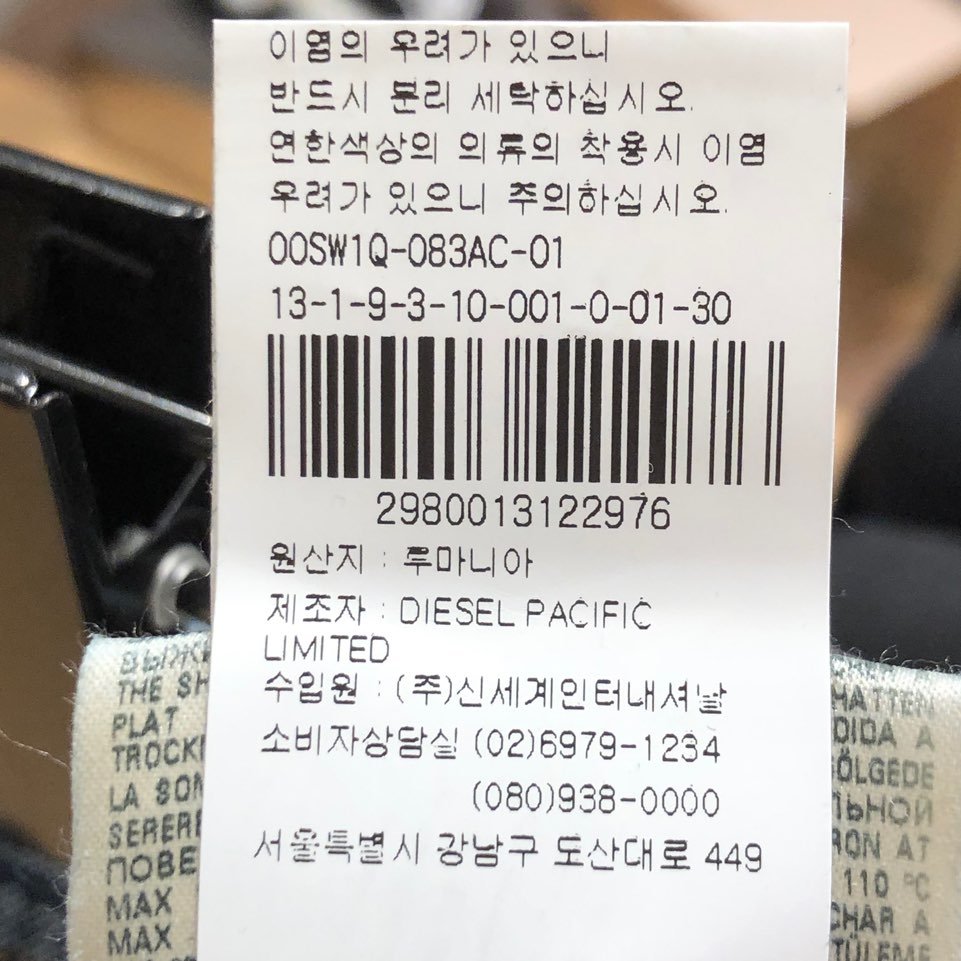 이염의 우려가 있으니
반드시 분리 세탁하십시오.
연한색상의 의류의 착용시 이염
우려가 있으니 주의하십시오.
00SW1Q-083AC-01
13-1-9-3-10-001-0-01-30
2980013122976
원산지 : 루마니아
제조자 : DIESEL PACIFIC
LIMITED
수입원 : (주)신세계인터내셔날
소비자상담실 (02)6979-1234
(080)938-0000
서울특별시 강남구 도산대로 449
THE SH
PLAT
TROCK
LA SON
SERERE
ПОВЕ
MAX
MAX
HATTEN
DIDA A
GÖLGEDE
ЛЬНОЙ
RON AT
110 °C
CHAR A
TÜLEME